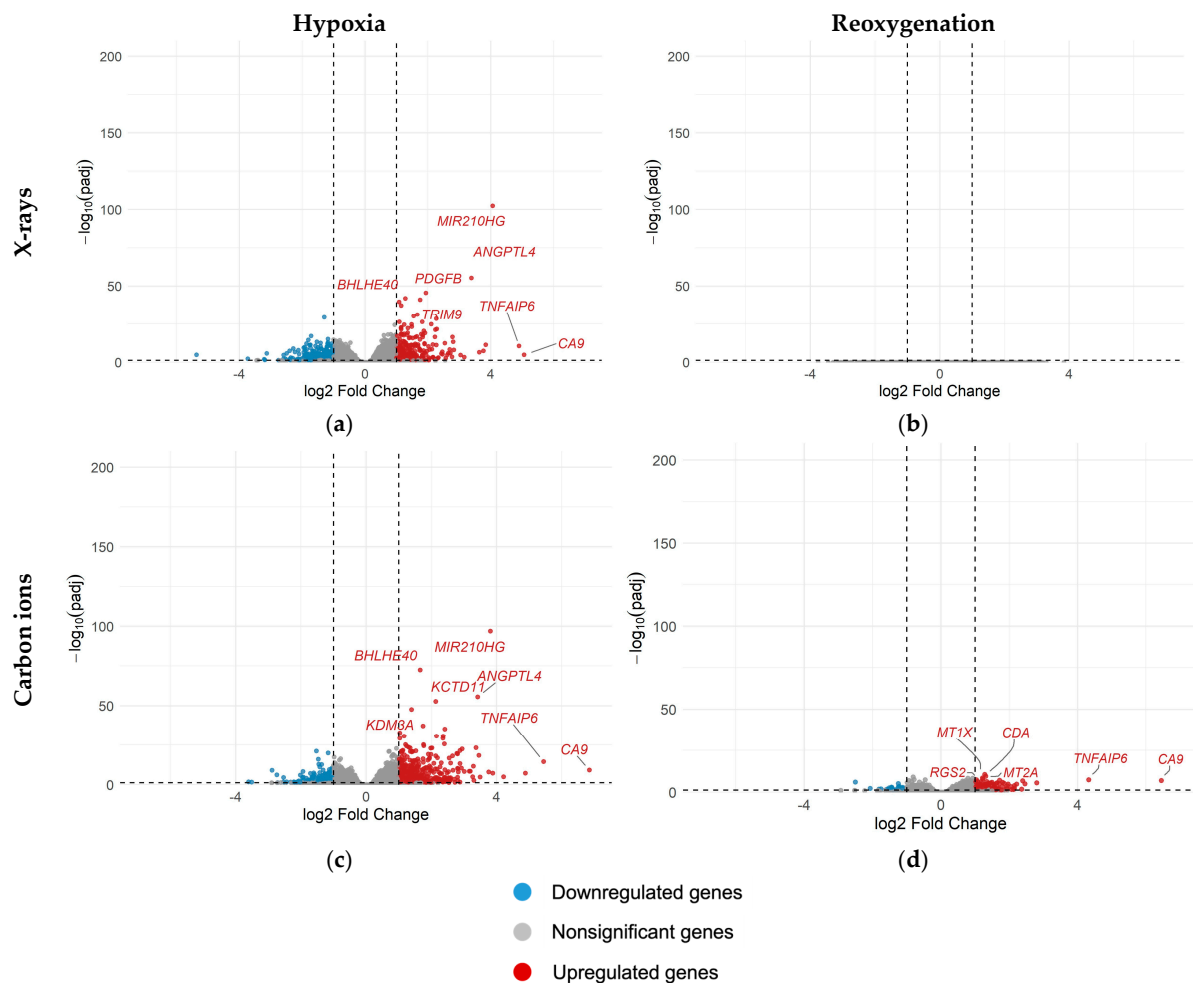 Hypoxia
Reoxygenation
X-rays
200
150
100
50
0
−log10(padj)
MIR210HG
ANGPTL4
BHLHE40
PDGFB
TNFAIP6
TRIM9
CA9
-4
0
4
log2 Fold Change
(a)
200
150
100
50
0
−log10(padj)
-4
0
4
log2 Fold Change
(b)
Carbon ions
200
150
100
50
0
−log10(padj)
MIR210HG
BHLHE40
ANGPTL4
KCTD11
TNFAIP6
KDM3A
CA9
-4
0
4
log2 Fold Change
(c)
200
150
100
50
0
−log10(padj)
MT1X
CDA
TNFAIP6
CA9
RGS2
MT2A
-4
0
4
log2 Fold Change
(d)
Downregulated genes
Nonsignificant genes
Upregulated genes